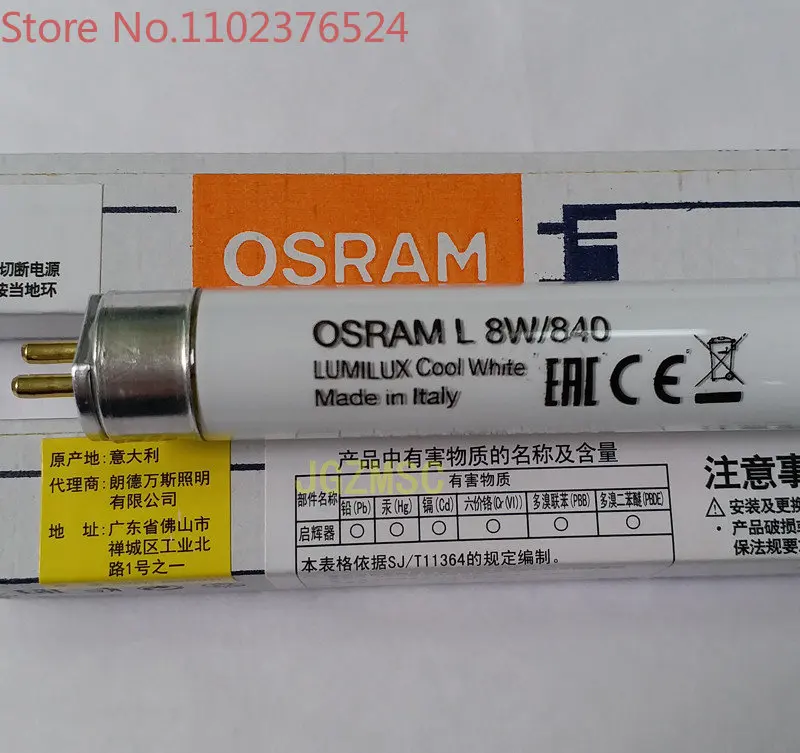 Store No.1102376524
OSRAM
切断电源
按当地环
OSRAM L 8W/840
LUMILUX Cool White
Made in Italy
EAC CE
原产地:意大利
代理商:朗德万斯照明
有限公司
地 址:广东省佛山市
禅城区工业北
路1号之一
产品中有害物质的名称及含量
JGZMSC
部件名称 有害物质
铅(Pb) 汞(Hg) 镉(Cd) 六价铬(Cr(VI)) 多溴联苯(PBB) 多溴二苯醚(PBDE)
启辉器 ○ ○ ○ ○ ○ ○
本表格依据SJ/T11364的规定编制。
注意事
安装及更换
• 产品破损
保法规要